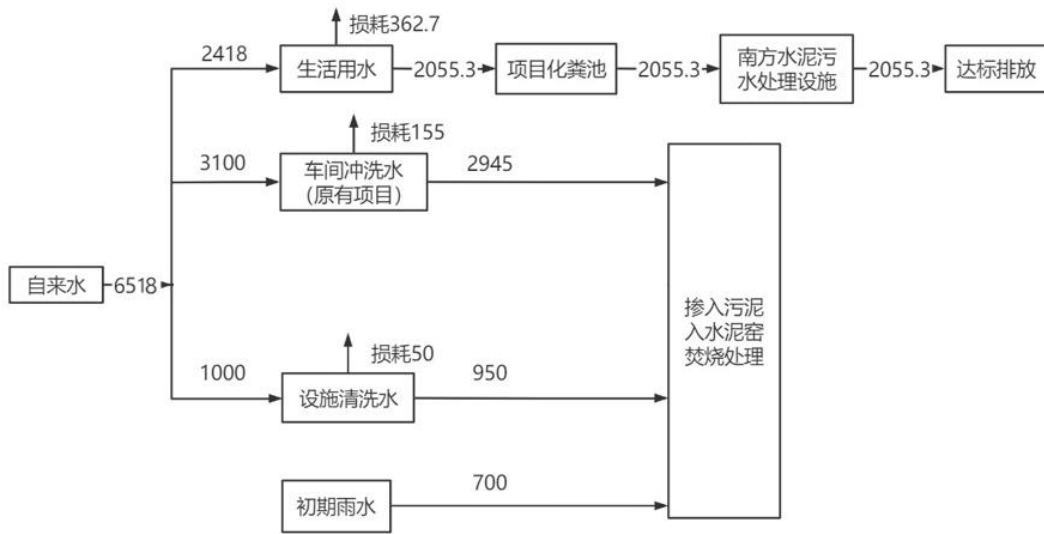 损耗362.7
2418
生活用水
2055.3
项目化粪池
2055.3
南方水泥污
水处理设施
2055.3
达标排放
损耗155
3100
车间冲洗水
（原有项目）
2945
自来水
6518
掺入污泥
入水泥窑
焚烧处理
损耗50
1000
设施清洗水
950
初期雨水
700